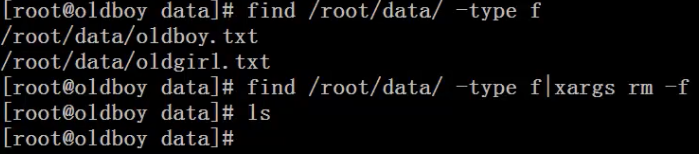 [root@oldboy data]# find /root/data/ -type f
/root/data/oldboy.txt
/root/data/oldgirl.txt
[root@oldboy data]# find /root/data/ -type f|xargs rm -f
[root@oldboy data]# ls
[root@oldboy data]#